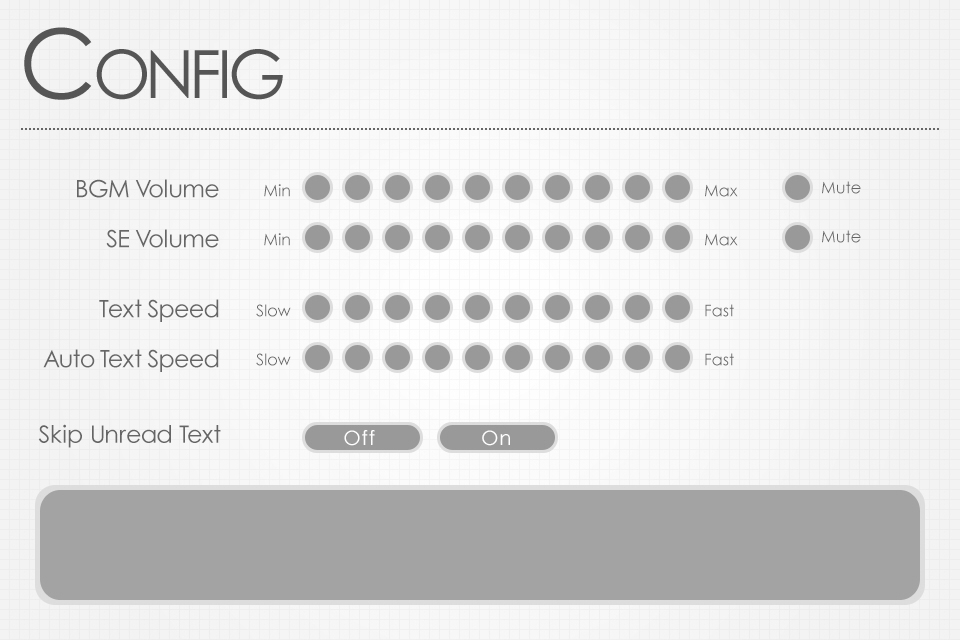 CONFIG
BGM Volume Min Max Mute
SE Volume Min Max Mute
Text Speed Slow Fast
Auto Text Speed Slow Fast
Skip Unread Text Off On